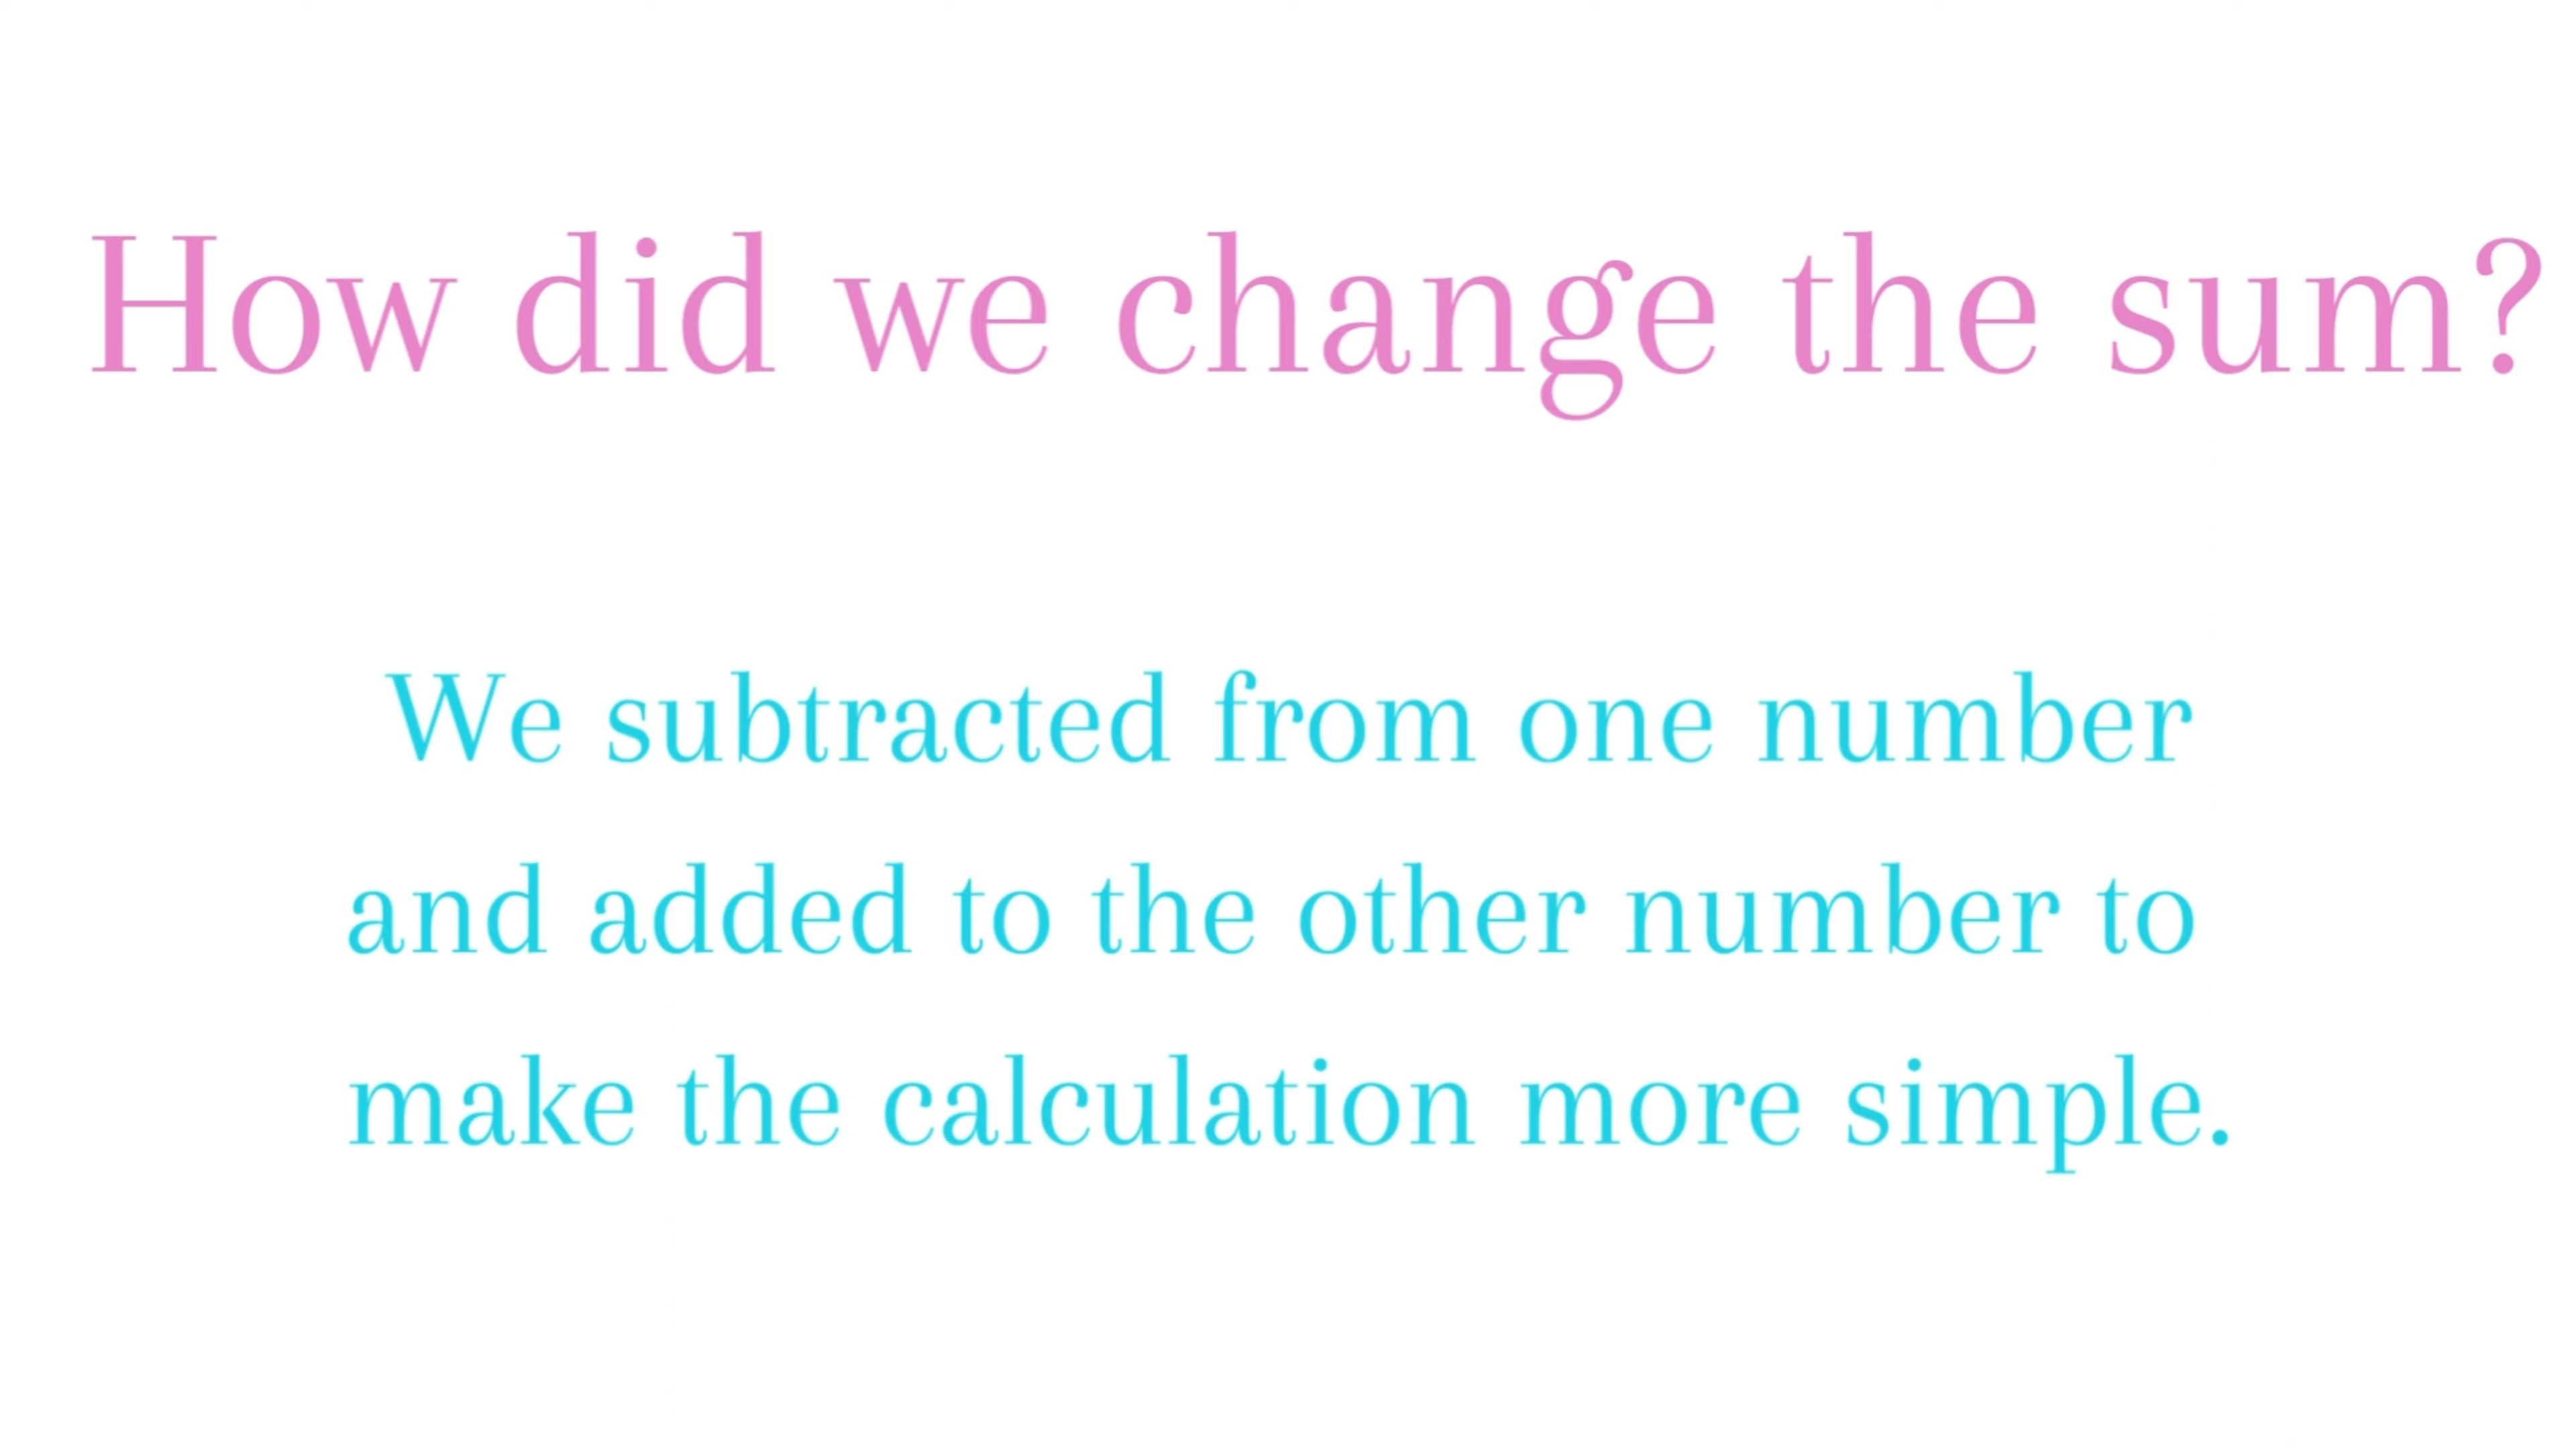 How did we change the sum?
We subtracted from one number
and added to the other number to
make the calculation more simple.